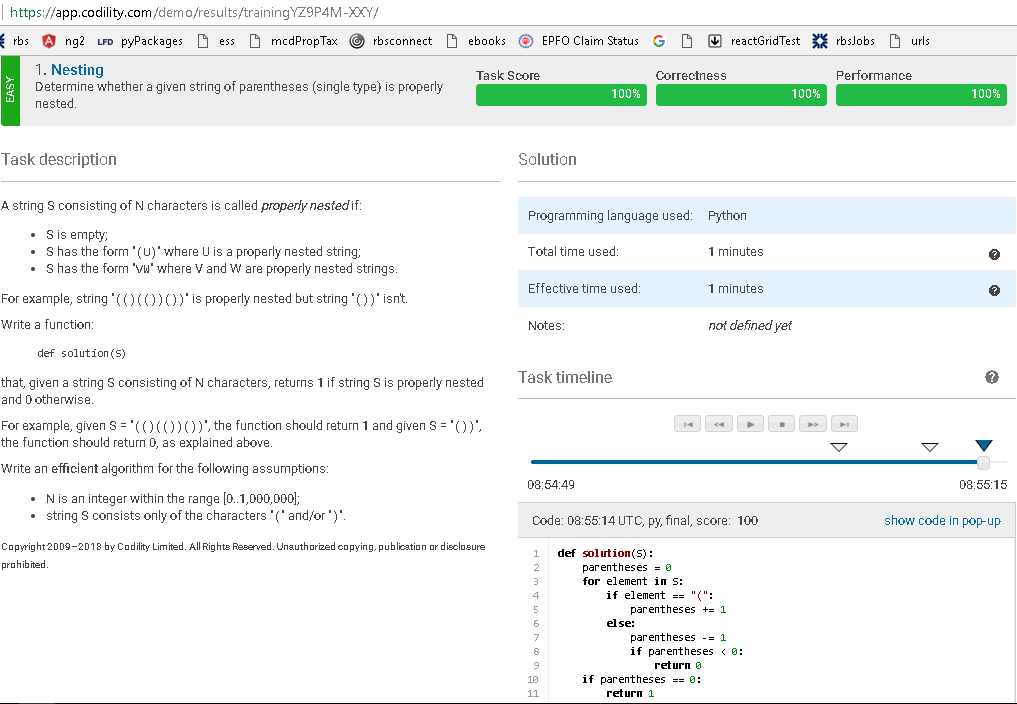 https://app.codility.com/demo/results/trainingYZ9P4M-XXY/
rbs ng2 LFD pyPackages ess mcdPropTax rbsconnect ebooks EPFO Claim Status G reactGridTest rbsJobs urls
EASY
1. Nesting
Determine whether a given string of parentheses (single type) is properly
nested.
Task Score
100%
Correctness
100%
Performance
100%
Task description
A string S consisting of N characters is called properly nested if:
• S is empty;
• S has the form "(U)" where U is a properly nested string;
• S has the form "VW" where V and W are properly nested strings.
For example, string "(()(())())" is properly nested but string "())" isn't.
Write a function:
def solution(S)
that, given a string S consisting of N characters, returns 1 if string S is properly nested
and 0 otherwise.
For example, given S = "(()(())())", the function should return 1 and given S = "())",
the function should return 0, as explained above.
Write an efficient algorithm for the following assumptions:
• N is an integer within the range [0..1,000,000];
• string S consists only of the characters "(" and/or ")".
Copyright 2009–2018 by Codility Limited. All Rights Reserved. Unauthorized copying, publication or disclosure
prohibited.
Solution
Programming language used: Python
Total time used: 1 minutes ?
Effective time used: 1 minutes ?
Notes: not defined yet
Task timeline ?
08:54:49 08:55:15
Code: 08:55:14 UTC, py, final, score: 100 show code in pop-up
1 def solution(S):
2 parentheses = 0
3 for element in S:
4 if element == "(":
5 parentheses += 1
6 else:
7 parentheses -= 1
8 if parentheses < 0:
9 return 0
10 if parentheses == 0:
11 return 1